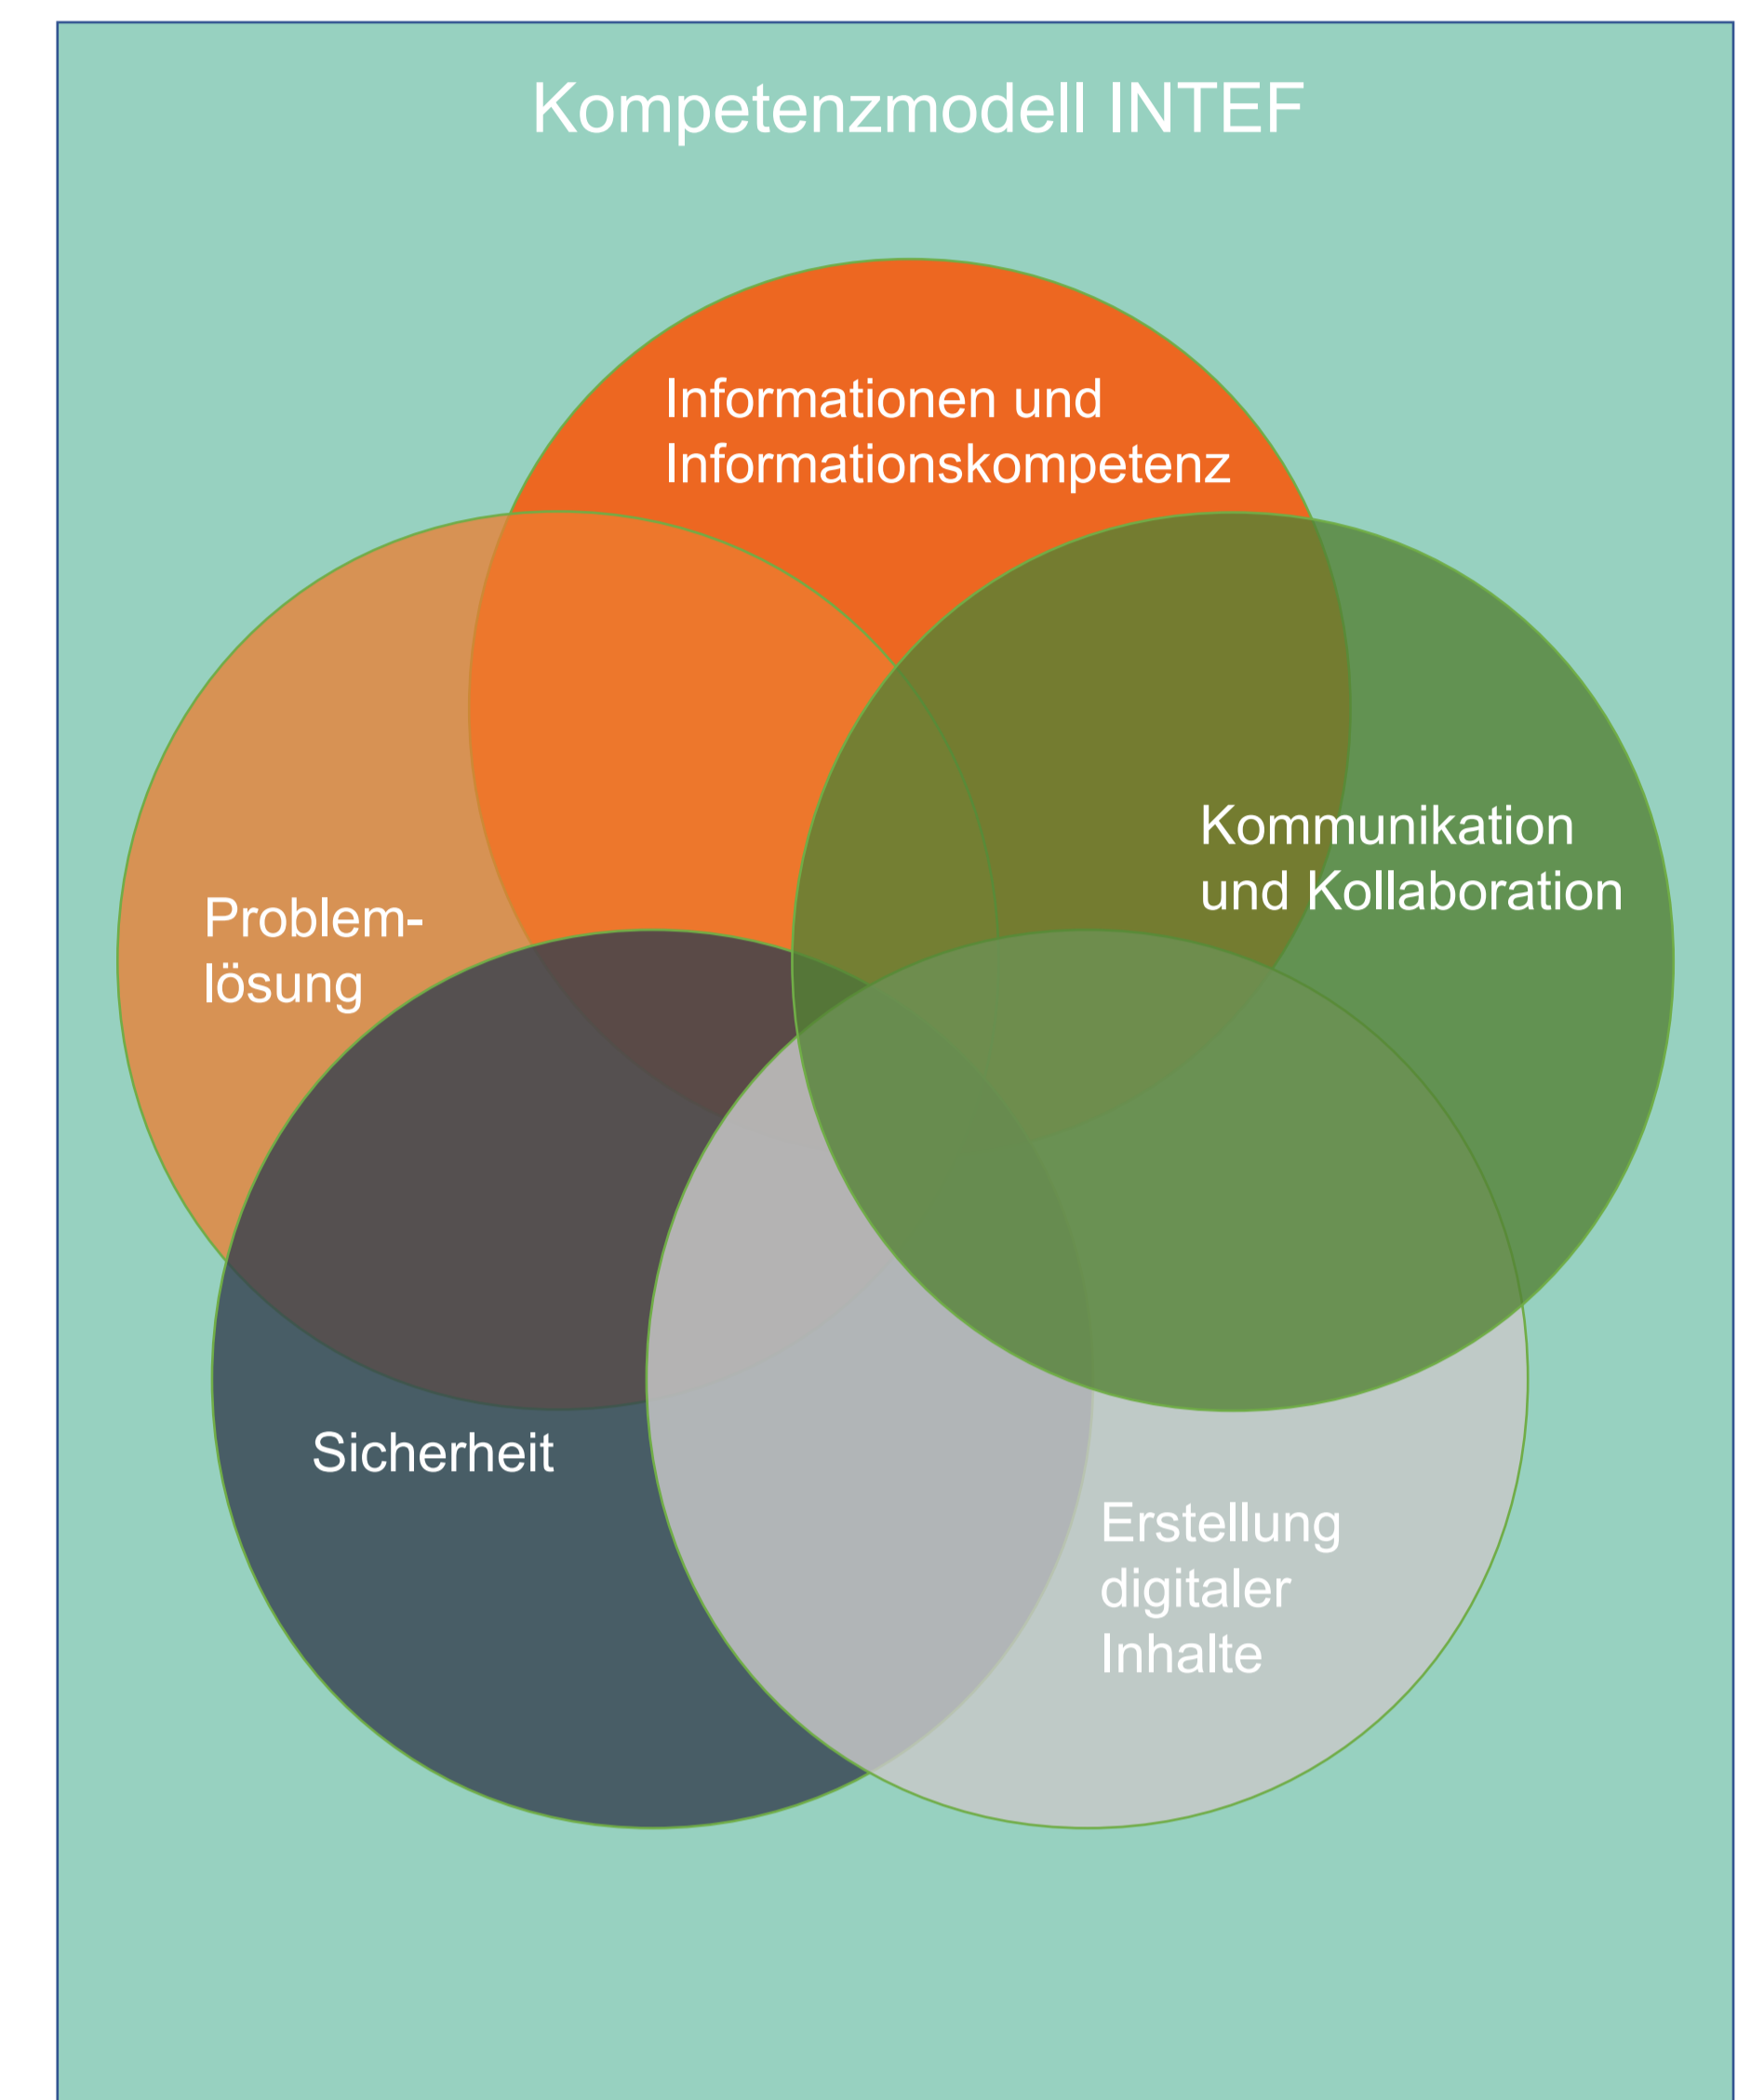 Kompetenzmodell INTEF
Informationen und
Informationskompetenz
Kommunikation
und Kollaboration
Problem-
lösung
Sicherheit
Erstellung
digitaler
Inhalte